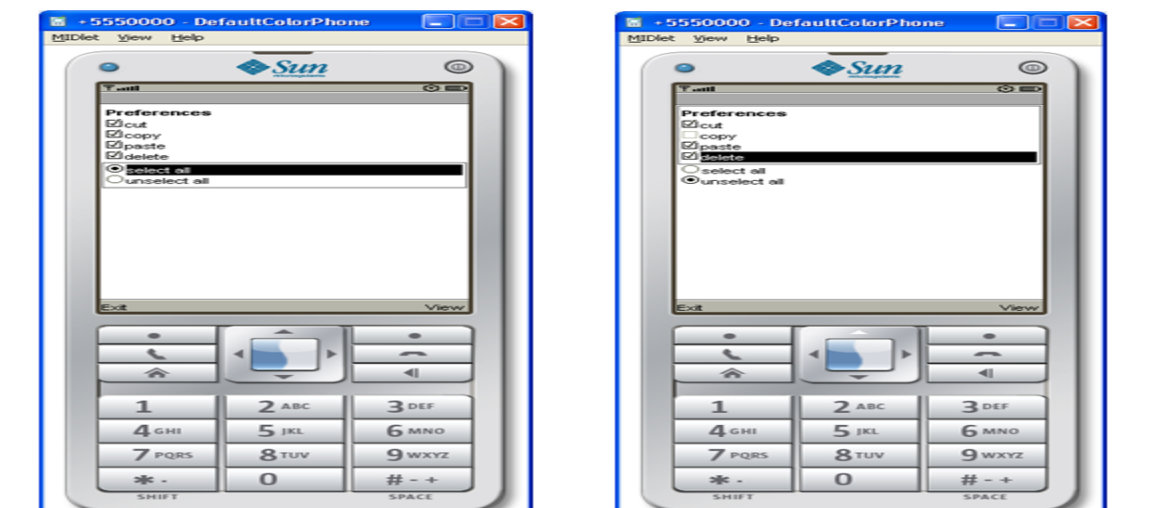 +5550000 - DefaultColorPhone
MIDlet View Help
Sun
microsystems
Preferences
cut
copy
paste
delete
select all
unselect all
Exit View
1 2 ABC 3 DEF
4 GHI 5 JKL 6 MNO
7 PQRS 8 TUV 9 WXYZ
* . 0 # - +
SHIFT SPACE
+5550000 - DefaultColorPhone
MIDlet View Help
Sun
microsystems
Preferences
cut
copy
paste
delete
select all
unselect all
Exit View
1 2 ABC 3 DEF
4 GHI 5 JKL 6 MNO
7 PQRS 8 TUV 9 WXYZ
* . 0 # - +
SHIFT SPACE